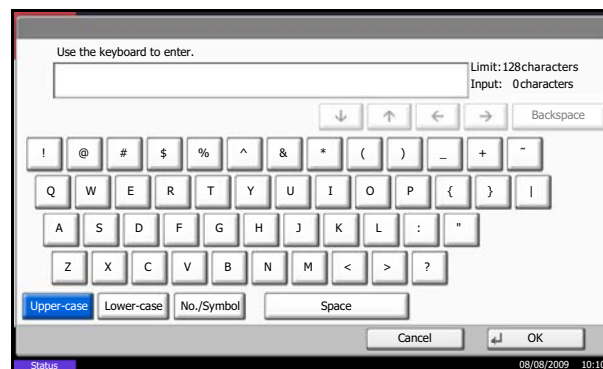 Use the keyboard to enter.
Limit:128characters
Input: 0characters
Backspace
! @ # $ % ^ & * ( ) _ + ~
Q W E R T Y U I O P { } |
A S D F G H J K L : "
Z X C V B N M < > ?
Upper-case Lower-case No./Symbol Space
Cancel OK
Status 08/08/2009 10:10